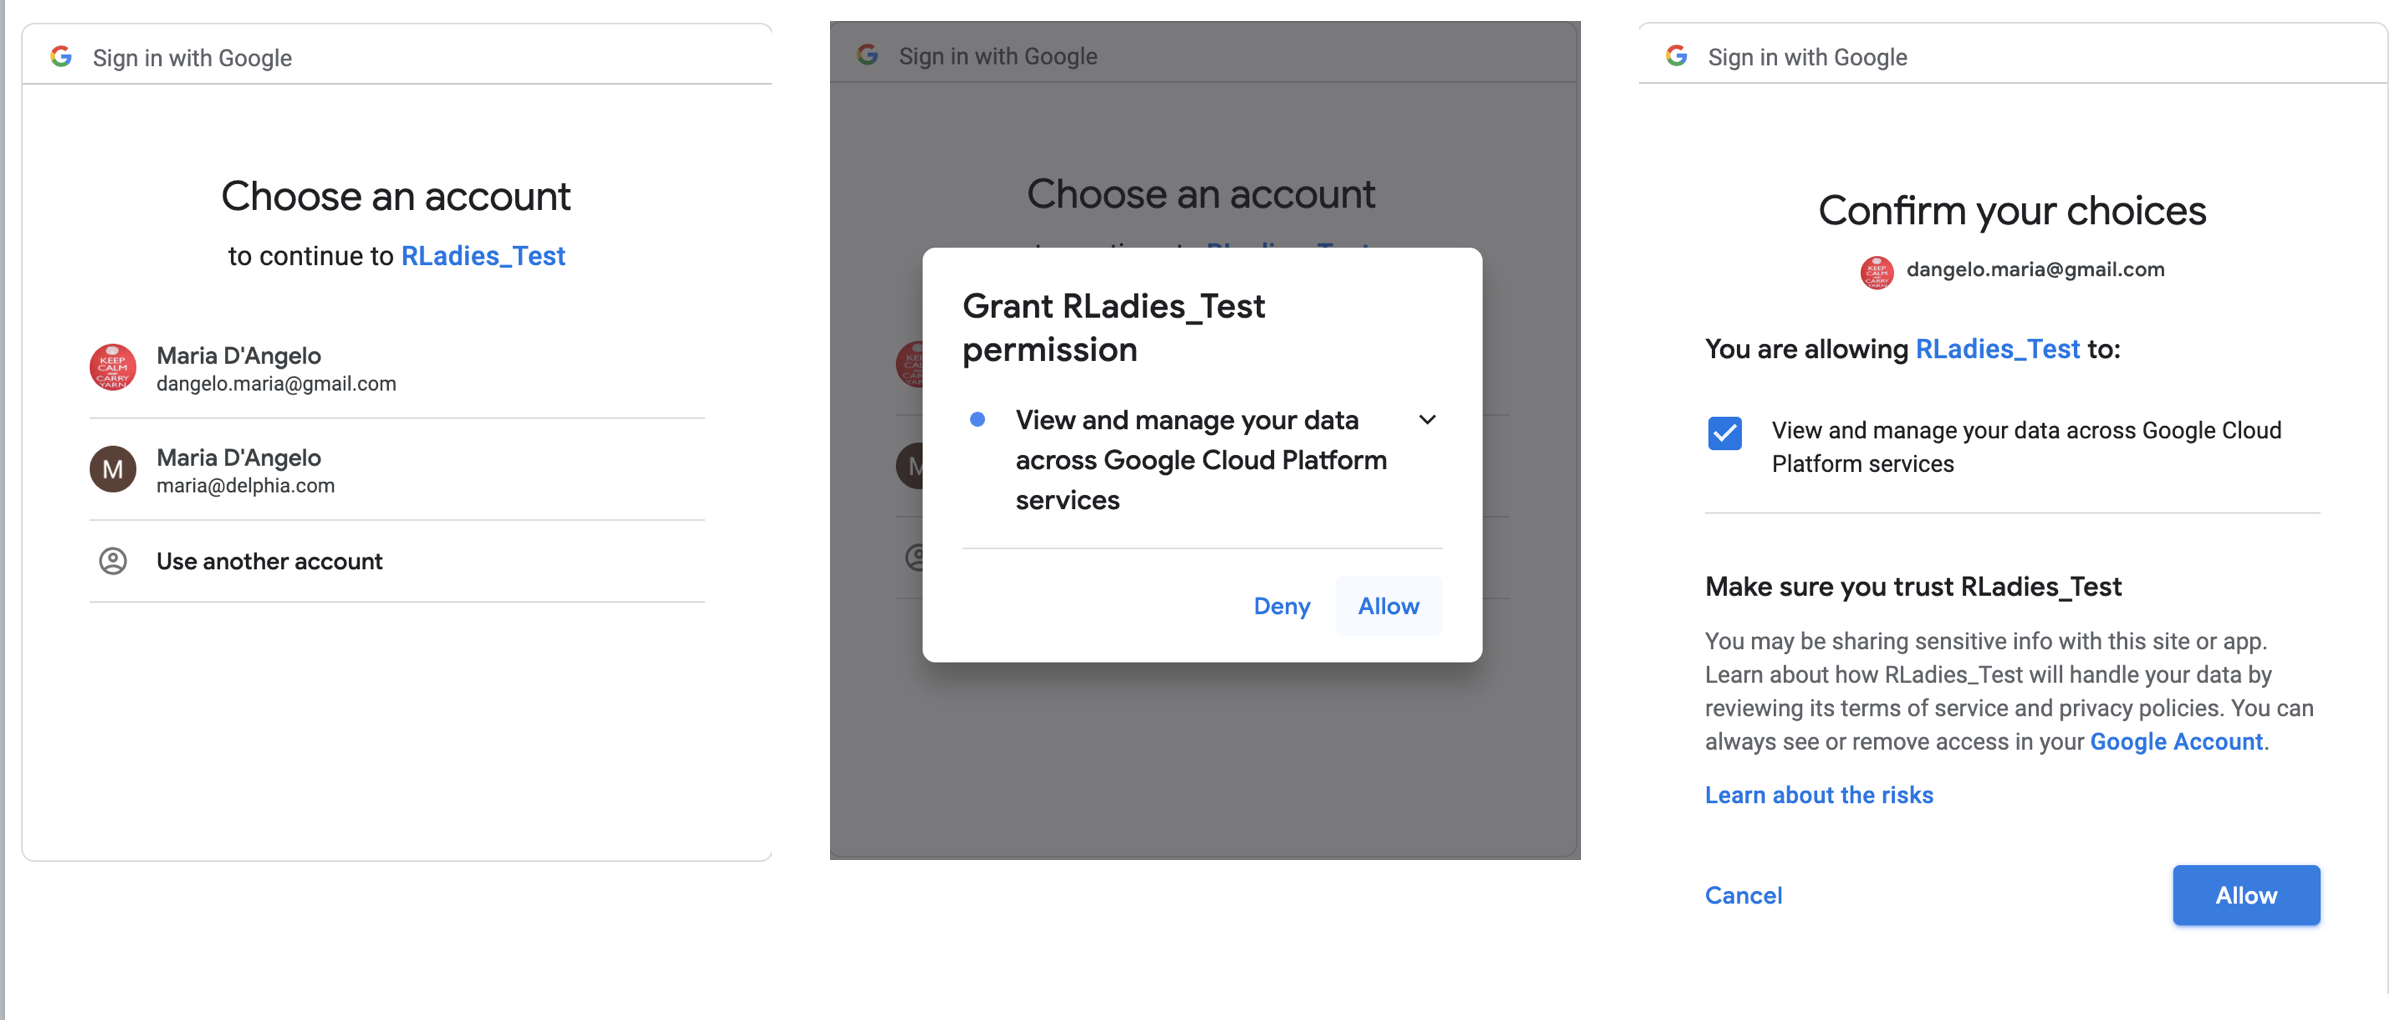 Sign in with Google
Choose an account
to continue to RLadies_Test
KEEP
CALM
AND
CARRY
YARN
Maria D'Angelo
dangelo.maria@gmail.com
M
Maria D'Angelo
maria@delphia.com
Use another account
Sign in with Google
Choose an account
Grant RLadies_Test
permission
View and manage your data
across Google Cloud Platform
services
Deny
Allow
Sign in with Google
Confirm your choices
KEEP
CALM
AND
CARRY
YARN
dangelo.maria@gmail.com
You are allowing RLadies_Test to:
View and manage your data across Google Cloud
Platform services
Make sure you trust RLadies_Test
You may be sharing sensitive info with this site or app.
Learn about how RLadies_Test will handle your data by
reviewing its terms of service and privacy policies. You can
always see or remove access in your Google Account.
Learn about the risks
Cancel
Allow